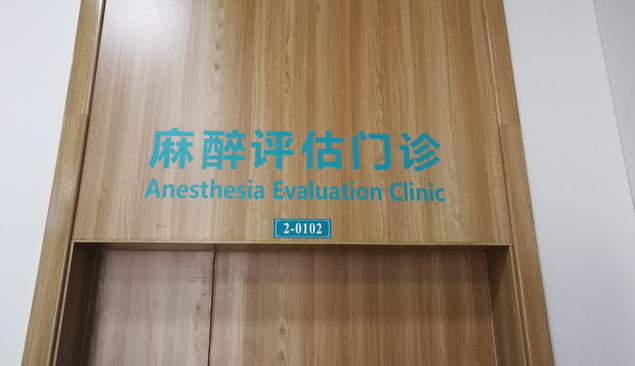 麻醉评估门诊
Anesthesia Evaluation Clinic
2-0102